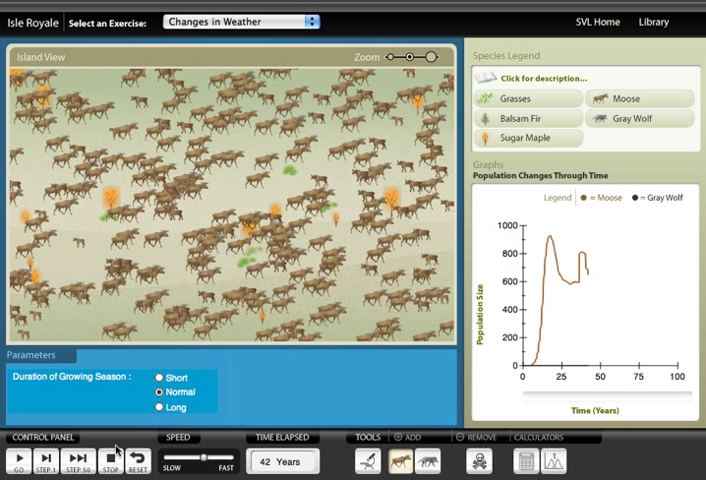 Isle Royale Select an Exercise: Changes in Weather SVL Home Library
Island View Zoom
Species Legend
Click for description...
Grasses Moose
Balsam Fir Gray Wolf
Sugar Maple
Graphs
Population Changes Through Time
Legend = Moose = Gray Wolf
1000
800
600
400
200
0
Population Size
0 25 50 75 100
Time (Years)
Parameters
Duration of Growing Season :
Short
Normal
Long
CONTROL PANEL SPEED TIME ELAPSED TOOLS ADD REMOVE CALCULATORS
42 Years
GO STEP 1 STEP 50 STOP RESET SLOW FAST